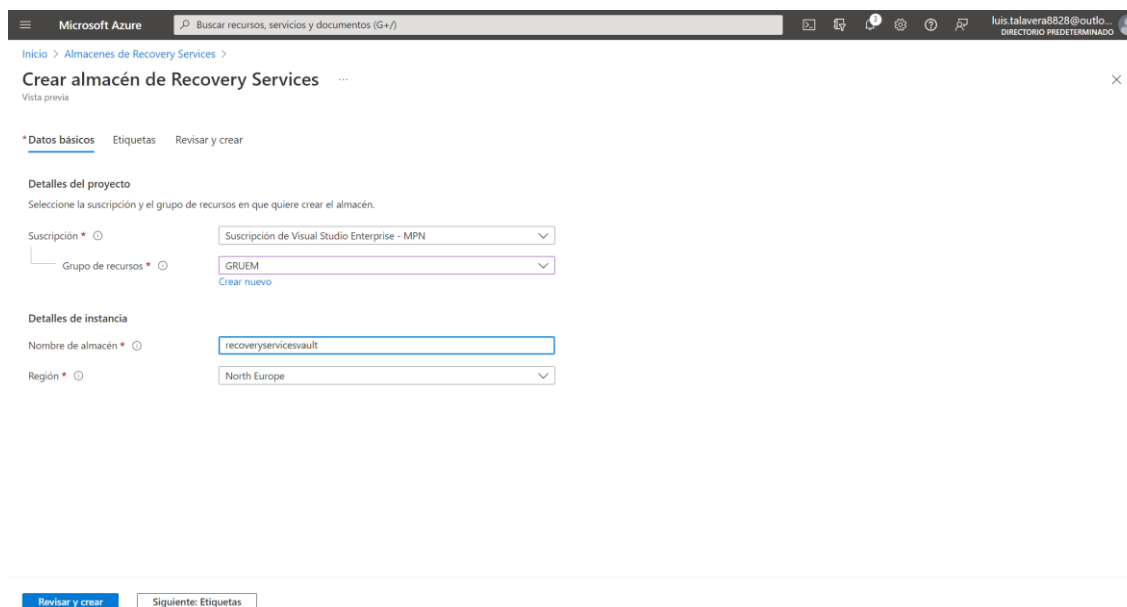 Microsoft Azure
Buscar recursos, servicios y documentos (G+/)
3
luis.talavera8828@outlo...
DIRECTORIO PREDETERMINADO
Inicio > Almacenes de Recovery Services >
Crear almacén de Recovery Services ...
Vista previa
* Datos básicos Etiquetas Revisar y crear
Detalles del proyecto
Seleccione la suscripción y el grupo de recursos en que quiere crear el almacén.
Suscripción * Suscripción de Visual Studio Enterprise - MPN
Grupo de recursos * GRUEM
Crear nuevo
Detalles de instancia
Nombre de almacén * recoveryservicesvault
Región * North Europe
Revisar y crear Siguiente: Etiquetas